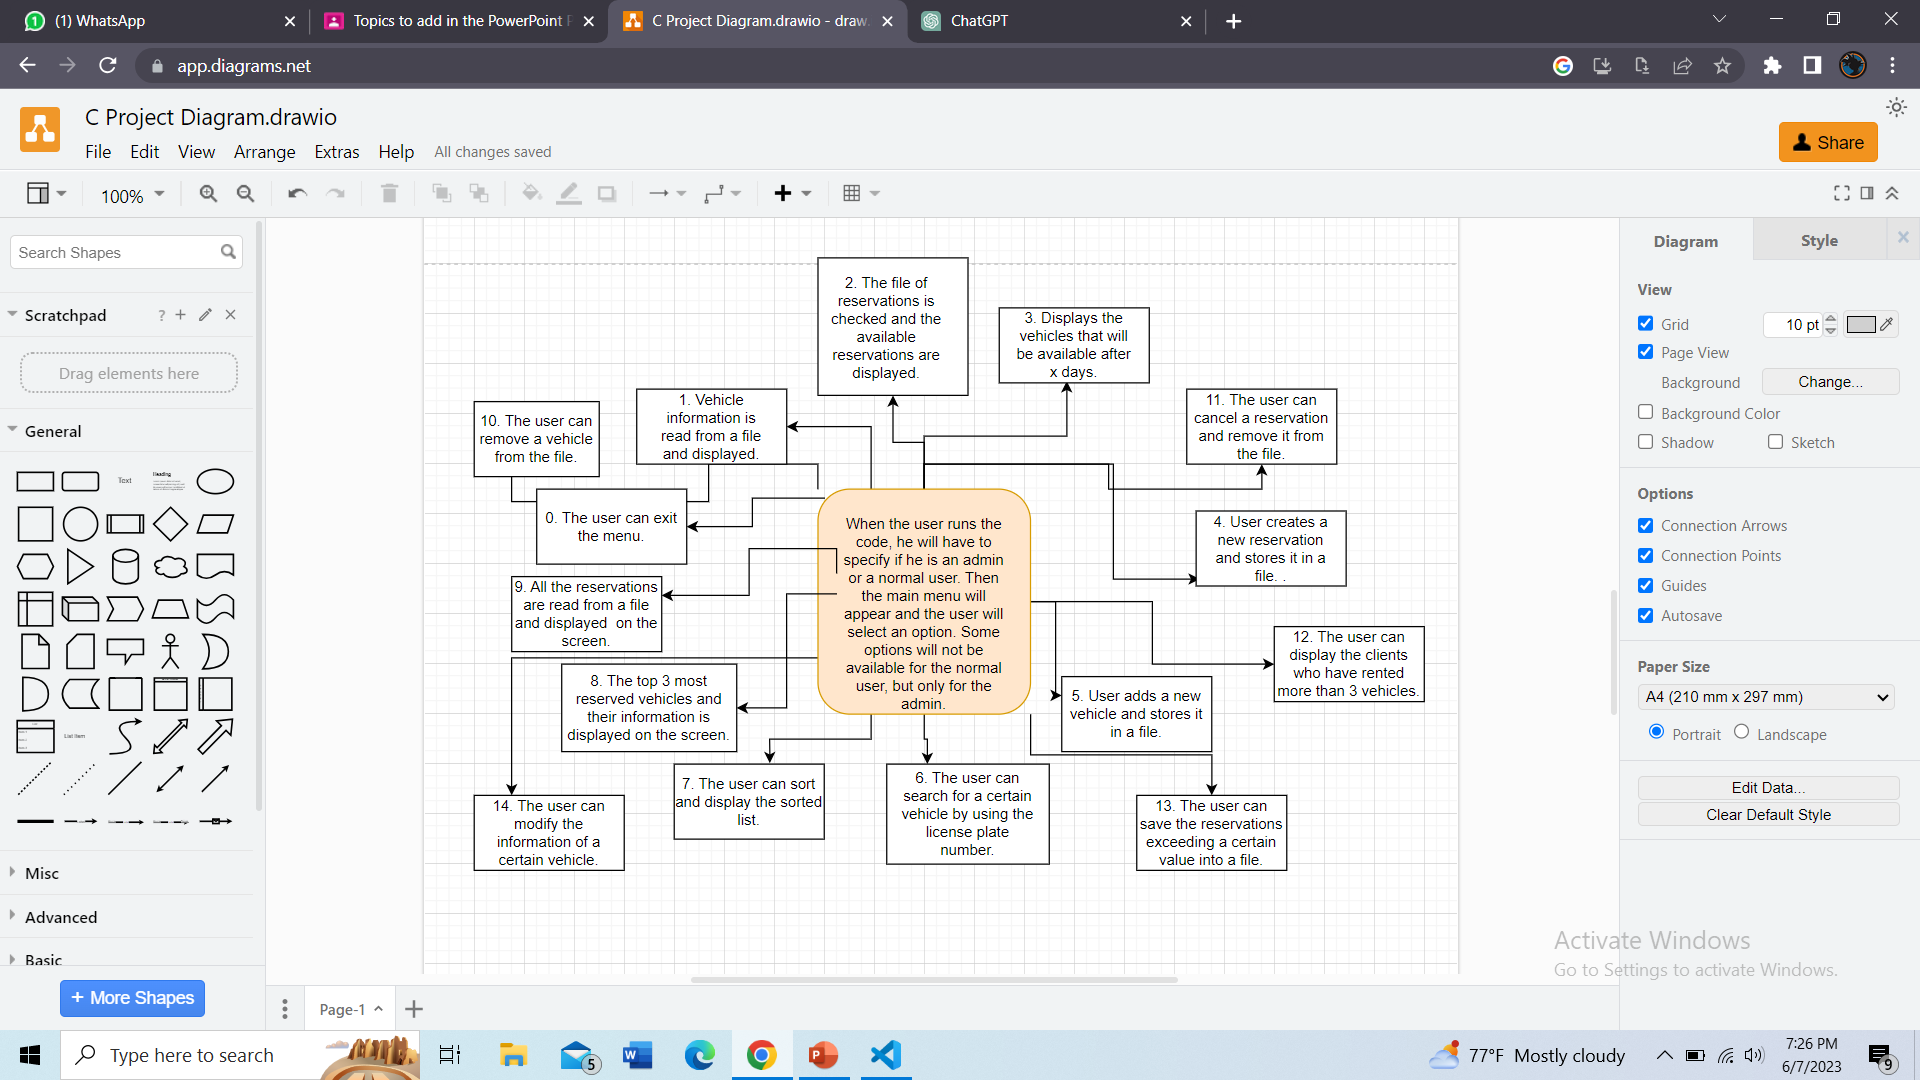 (1) WhatsApp
Topics to add in the PowerPoint P
C Project Diagram.drawio - draw.
ChatGPT
app.diagrams.net
C Project Diagram.drawio
File Edit View Arrange Extras Help All changes saved
Share
100%
Search Shapes
Scratchpad
?
Drag elements here
General
Text
Heading
List Item
Misc
Advanced
Basic
+ More Shapes
2. The file of
reservations is
checked and the
available
reservations are
displayed.
3. Displays the
vehicles that will
be available after
x days.
10. The user can
remove a vehicle
from the file.
1. Vehicle
information is
read from a file
and displayed.
11. The user can
cancel a reservation
and remove it from
the file.
0. The user can exit
the menu.
When the user runs the
code, he will have to
specify if he is an admin
or a normal user. Then
the main menu will
appear and the user will
select an option. Some
options will not be
available for the normal
user, but only for the
admin.
4. User creates a
new reservation
and stores it in a
file. .
9. All the reservations
are read from a file
and displayed on the
screen.
12. The user can
display the clients
who have rented
more than 3 vehicles.
8. The top 3 most
reserved vehicles and
their information is
displayed on the screen.
5. User adds a new
vehicle and stores it
in a file.
7. The user can sort
and display the sorted
list.
6. The user can
search for a certain
vehicle by using the
license plate
number.
14. The user can
modify the
information of a
certain vehicle.
13. The user can
save the reservations
exceeding a certain
value into a file.
Diagram
Style
View
Grid
10 pt
Page View
Background
Change...
Background Color
Shadow
Sketch
Options
Connection Arrows
Connection Points
Guides
Autosave
Paper Size
A4 (210 mm x 297 mm)
Portrait
Landscape
Edit Data...
Clear Default Style
Activate Windows
Go to Settings to activate Windows.
Page-1
Type here to search
5
77°F Mostly cloudy
7:26 PM
6/7/2023
9